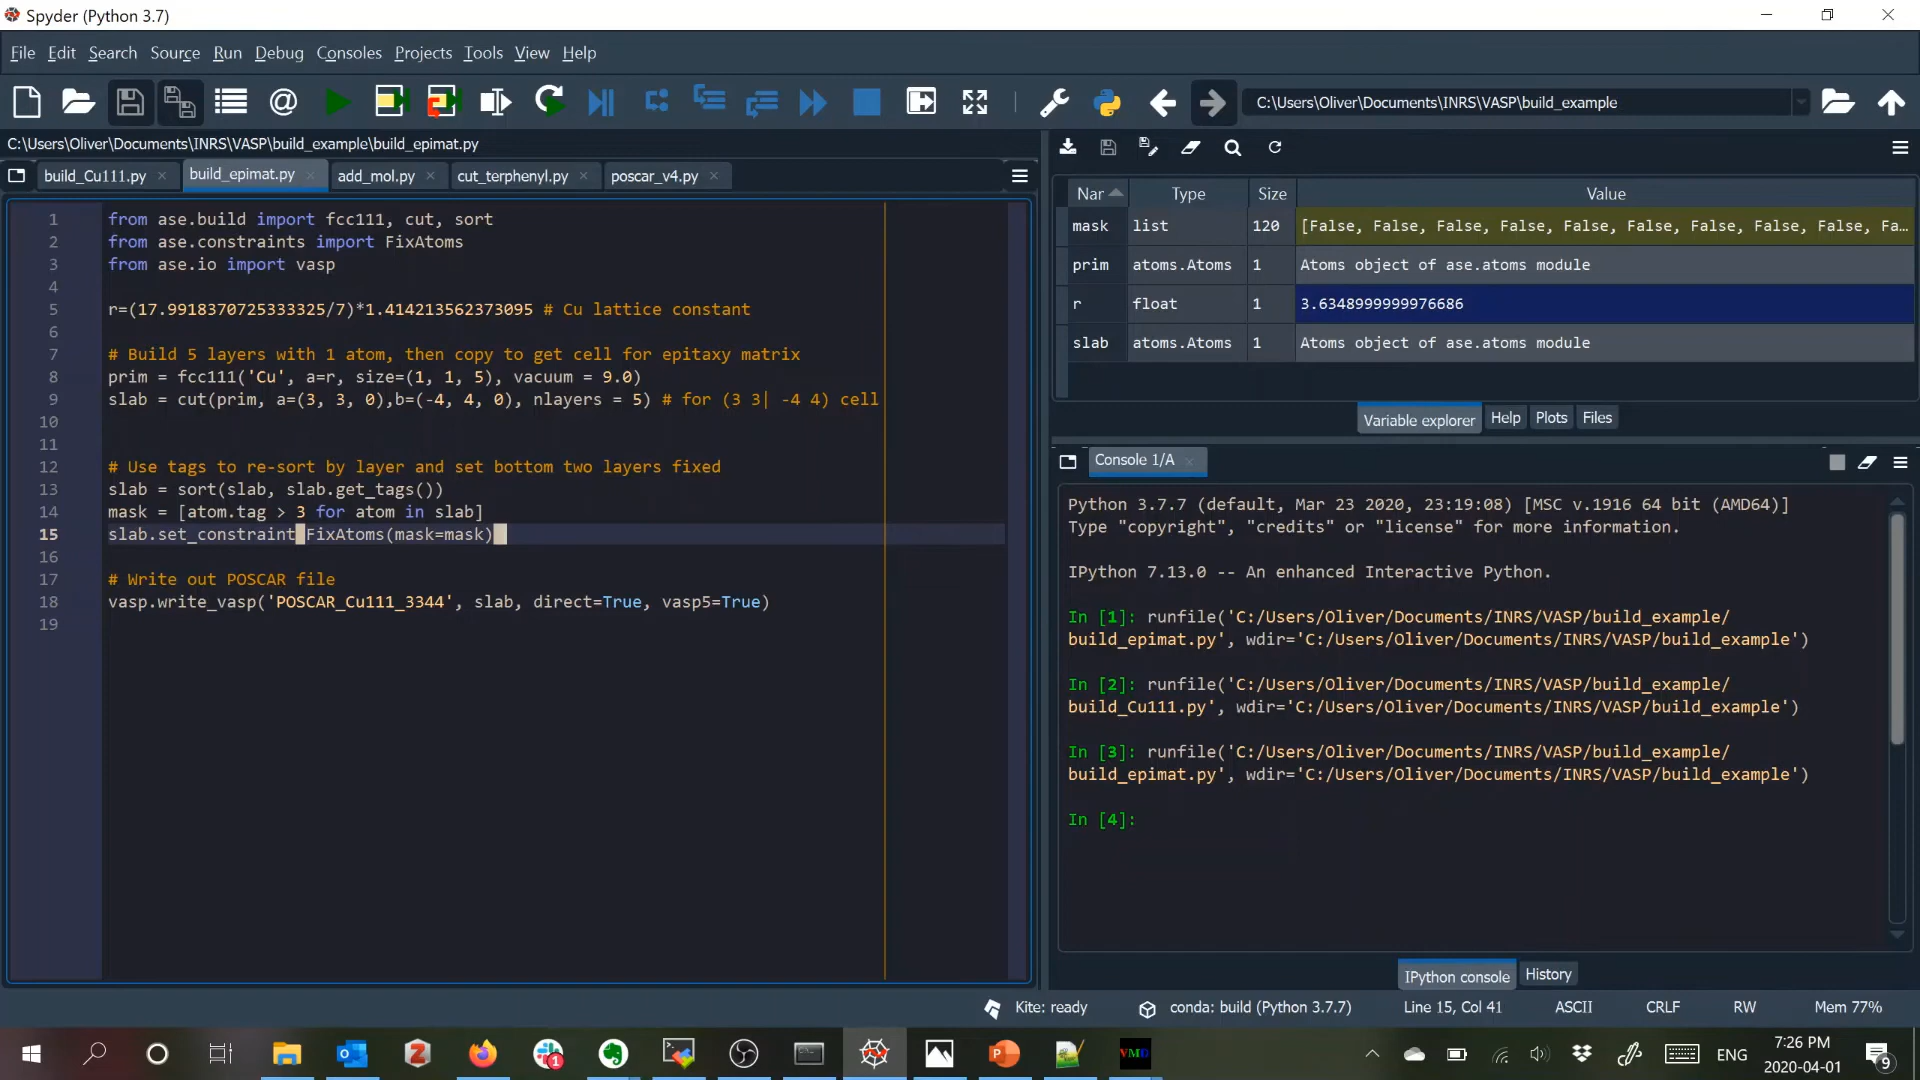 Spyder (Python 3.7)
File Edit Search Source Run Debug Consoles Projects Tools View Help
C:\Users\Oliver\Documents\INRS\VASP\build_example
C:\Users\Oliver\Documents\INRS\VASP\build_example\build_epimat.py
build_Cu111.py build_epimat.py add_mol.py cut_terphenyl.py poscar_v4.py
1 from ase.build import fcc111, cut, sort
2 from ase.constraints import FixAtoms
3 from ase.io import vasp
4
5 r=(17.9918370725333325/7)*1.414213562373095 # Cu lattice constant
6
7 # Build 5 layers with 1 atom, then copy to get cell for epitaxy matrix
8 prim = fcc111('Cu', a=r, size=(1, 1, 5), vacuum = 9.0)
9 slab = cut(prim, a=(3, 3, 0),b=(-4, 4, 0), nlayers = 5) # for (3 3| -4 4) cell
10
11
12 # Use tags to re-sort by layer and set bottom two layers fixed
13 slab = sort(slab, slab.get_tags())
14 mask = [atom.tag > 3 for atom in slab]
15 slab.set_constraint(FixAtoms(mask=mask))
16
17 # Write out POSCAR file
18 vasp.write_vasp('POSCAR_Cu111_3344', slab, direct=True, vasp5=True)
19
Nar Type Size Value
mask list 120 [False, False, False, False, False, False, False, False, False, Fa…
prim atoms.Atoms 1 Atoms object of ase.atoms module
r float 1 3.6348999999976686
slab atoms.Atoms 1 Atoms object of ase.atoms module
Variable explorer Help Plots Files
Console 1/A
Python 3.7.7 (default, Mar 23 2020, 23:19:08) [MSC v.1916 64 bit (AMD64)]
Type "copyright", "credits" or "license" for more information.
IPython 7.13.0 -- An enhanced Interactive Python.
In [1]: runfile('C:/Users/Oliver/Documents/INRS/VASP/build_example/
build_epimat.py', wdir='C:/Users/Oliver/Documents/INRS/VASP/build_example')
In [2]: runfile('C:/Users/Oliver/Documents/INRS/VASP/build_example/
build_Cu111.py', wdir='C:/Users/Oliver/Documents/INRS/VASP/build_example')
In [3]: runfile('C:/Users/Oliver/Documents/INRS/VASP/build_example/
build_epimat.py', wdir='C:/Users/Oliver/Documents/INRS/VASP/build_example')
In [4]:
IPython console History
Kite: ready conda: build (Python 3.7.7) Line 15, Col 41 ASCII CRLF RW Mem 77%
VMD
ENG
7:26 PM
2020-04-01
9